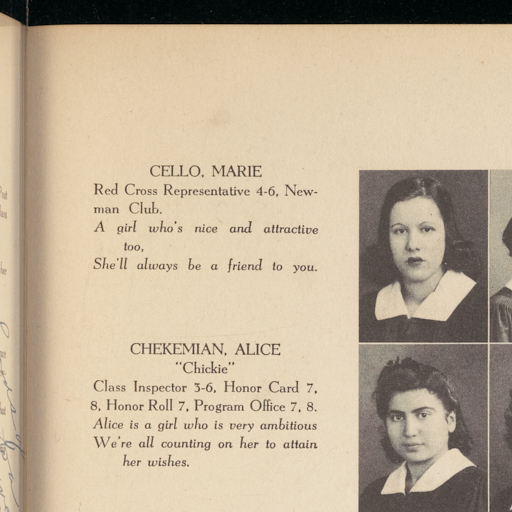 CELLO, MARIE
Red Cross Representative 4-6, New-
man Club.
A girl who's nice and attractive
too,
She'll always be a friend to you.
CHEKEMIAN, ALICE
"Chickie"
Class Inspector 3-6, Honor Card 7,
8, Honor Roll 7, Program Office 7, 8.
Alice is a girl who is very ambitious
We're all counting on her to attain
her wishes.